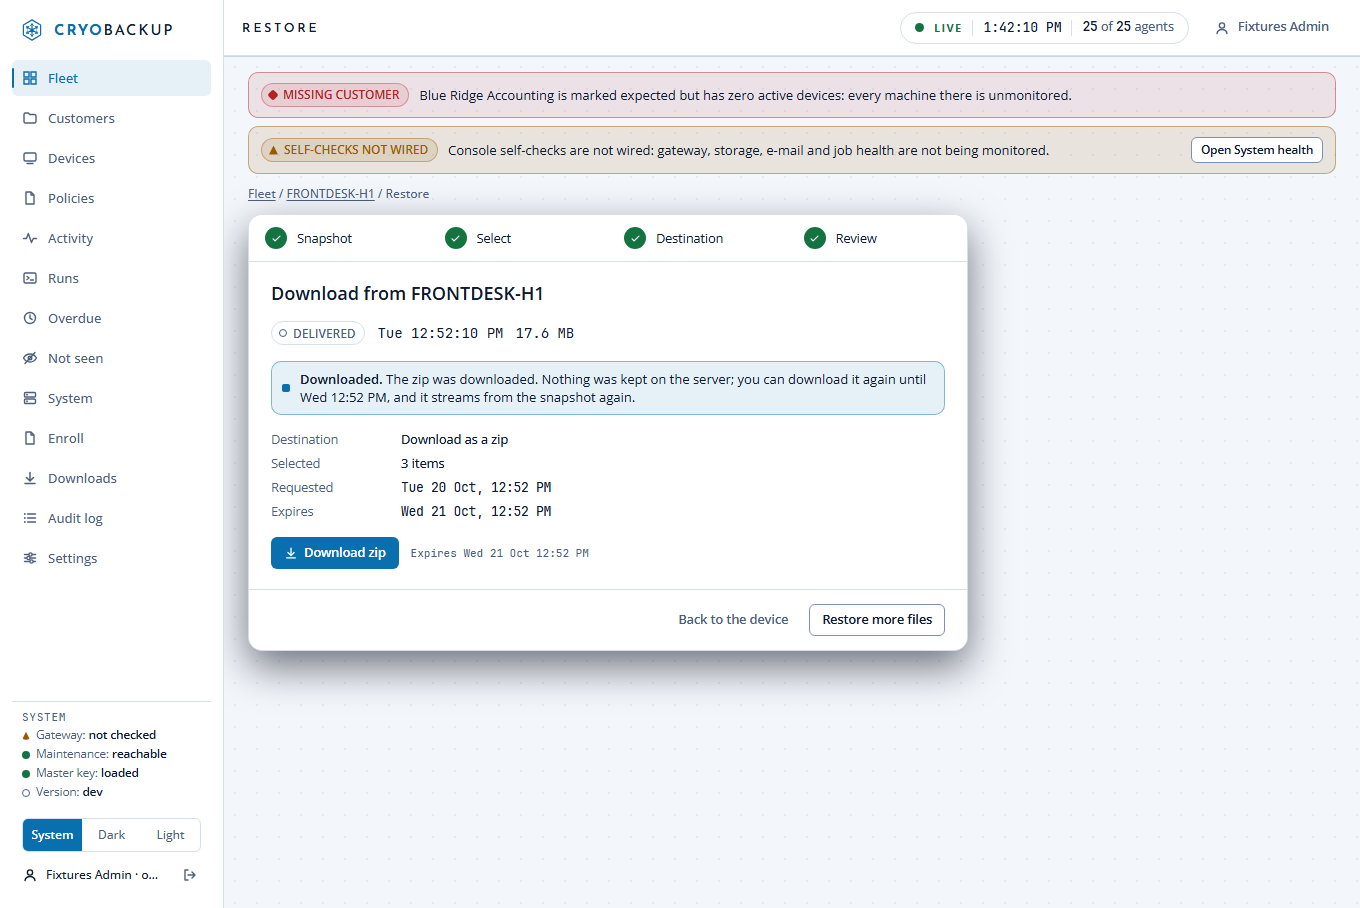 CRYOBACKUP
RESTORE
LIVE 1:42:10 PM 25 of 25 agents
Fixtures Admin
Fleet
Customers
Devices
Policies
Activity
Runs
Overdue
Not seen
System
Enroll
Downloads
Audit log
Settings
SYSTEM
Gateway: not checked
Maintenance: reachable
Master key: loaded
Version: dev
System Dark Light
Fixtures Admin · o...
MISSING CUSTOMER Blue Ridge Accounting is marked expected but has zero active devices: every machine there is unmonitored.
SELF-CHECKS NOT WIRED Console self-checks are not wired: gateway, storage, e-mail and job health are not being monitored. Open System health
Fleet / FRONTDESK-H1 / Restore
Snapshot Select Destination Review
Download from FRONTDESK-H1
DELIVERED Tue 12:52:10 PM 17.6 MB
Downloaded. The zip was downloaded. Nothing was kept on the server; you can download it again until
Wed 12:52 PM, and it streams from the snapshot again.
Destination Download as a zip
Selected 3 items
Requested Tue 20 Oct, 12:52 PM
Expires Wed 21 Oct, 12:52 PM
Download zip Expires Wed 21 Oct 12:52 PM
Back to the device Restore more files